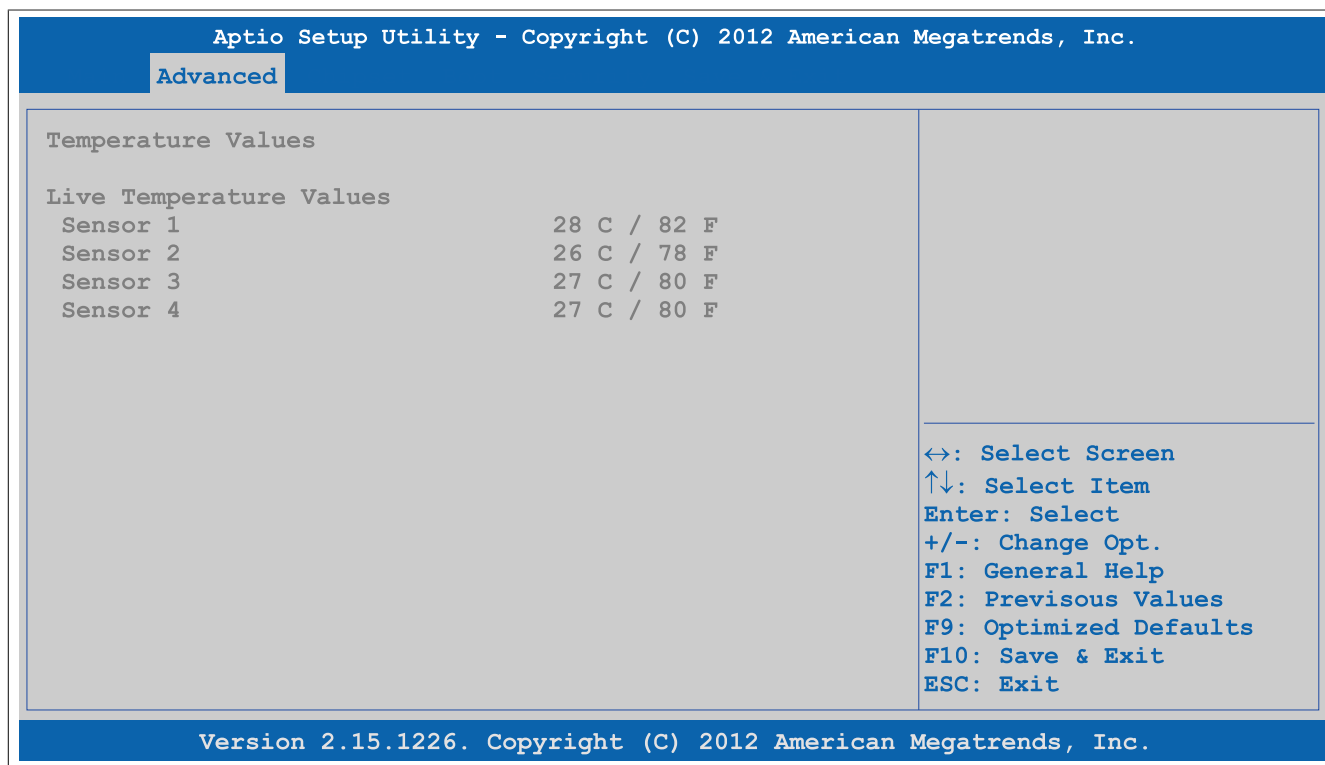 Aptio Setup Utility - Copyright (C) 2012 American Megatrends, Inc.
Advanced
Temperature Values
Live Temperature Values
Sensor 1 28 C / 82 F
Sensor 2 26 C / 78 F
Sensor 3 27 C / 80 F
Sensor 4 27 C / 80 F
↔: Select Screen
↑↓: Select Item
Enter: Select
+/-: Change Opt.
F1: General Help
F2: Previsous Values
F9: Optimized Defaults
F10: Save & Exit
ESC: Exit
Version 2.15.1226. Copyright (C) 2012 American Megatrends, Inc.